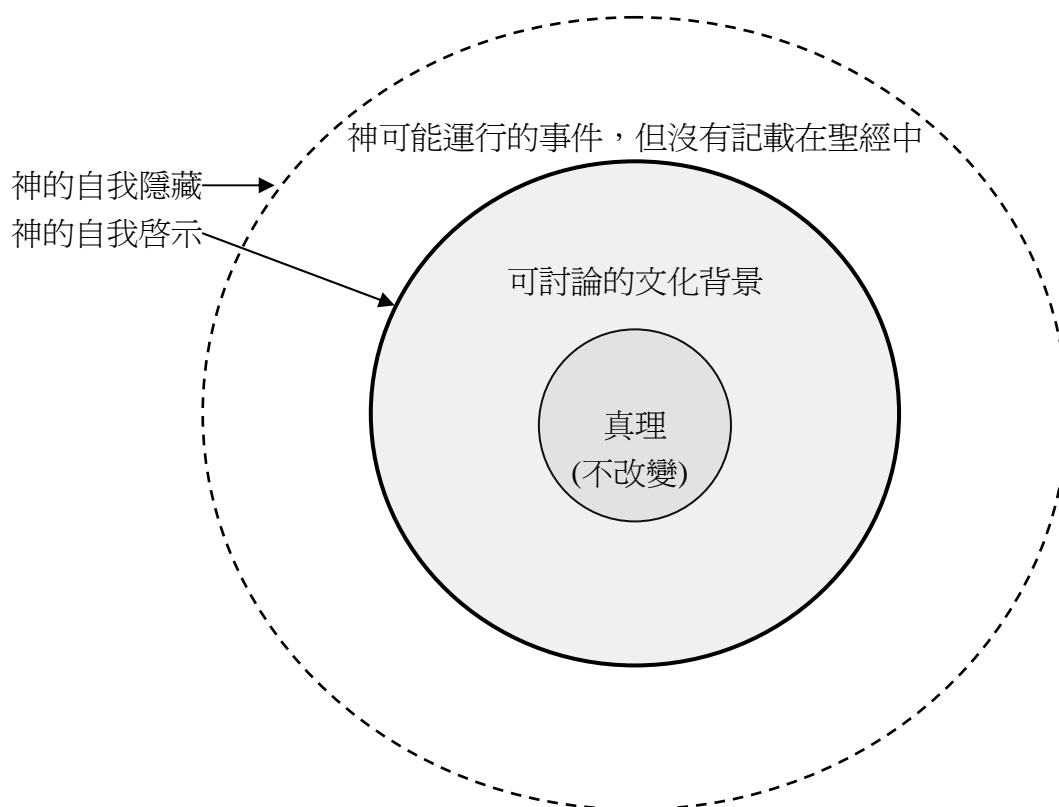 神可能運行的事件，但沒有記載在聖經中
神的自我隱藏
神的自我啓示
可討論的文化背景
真理
(不改變)